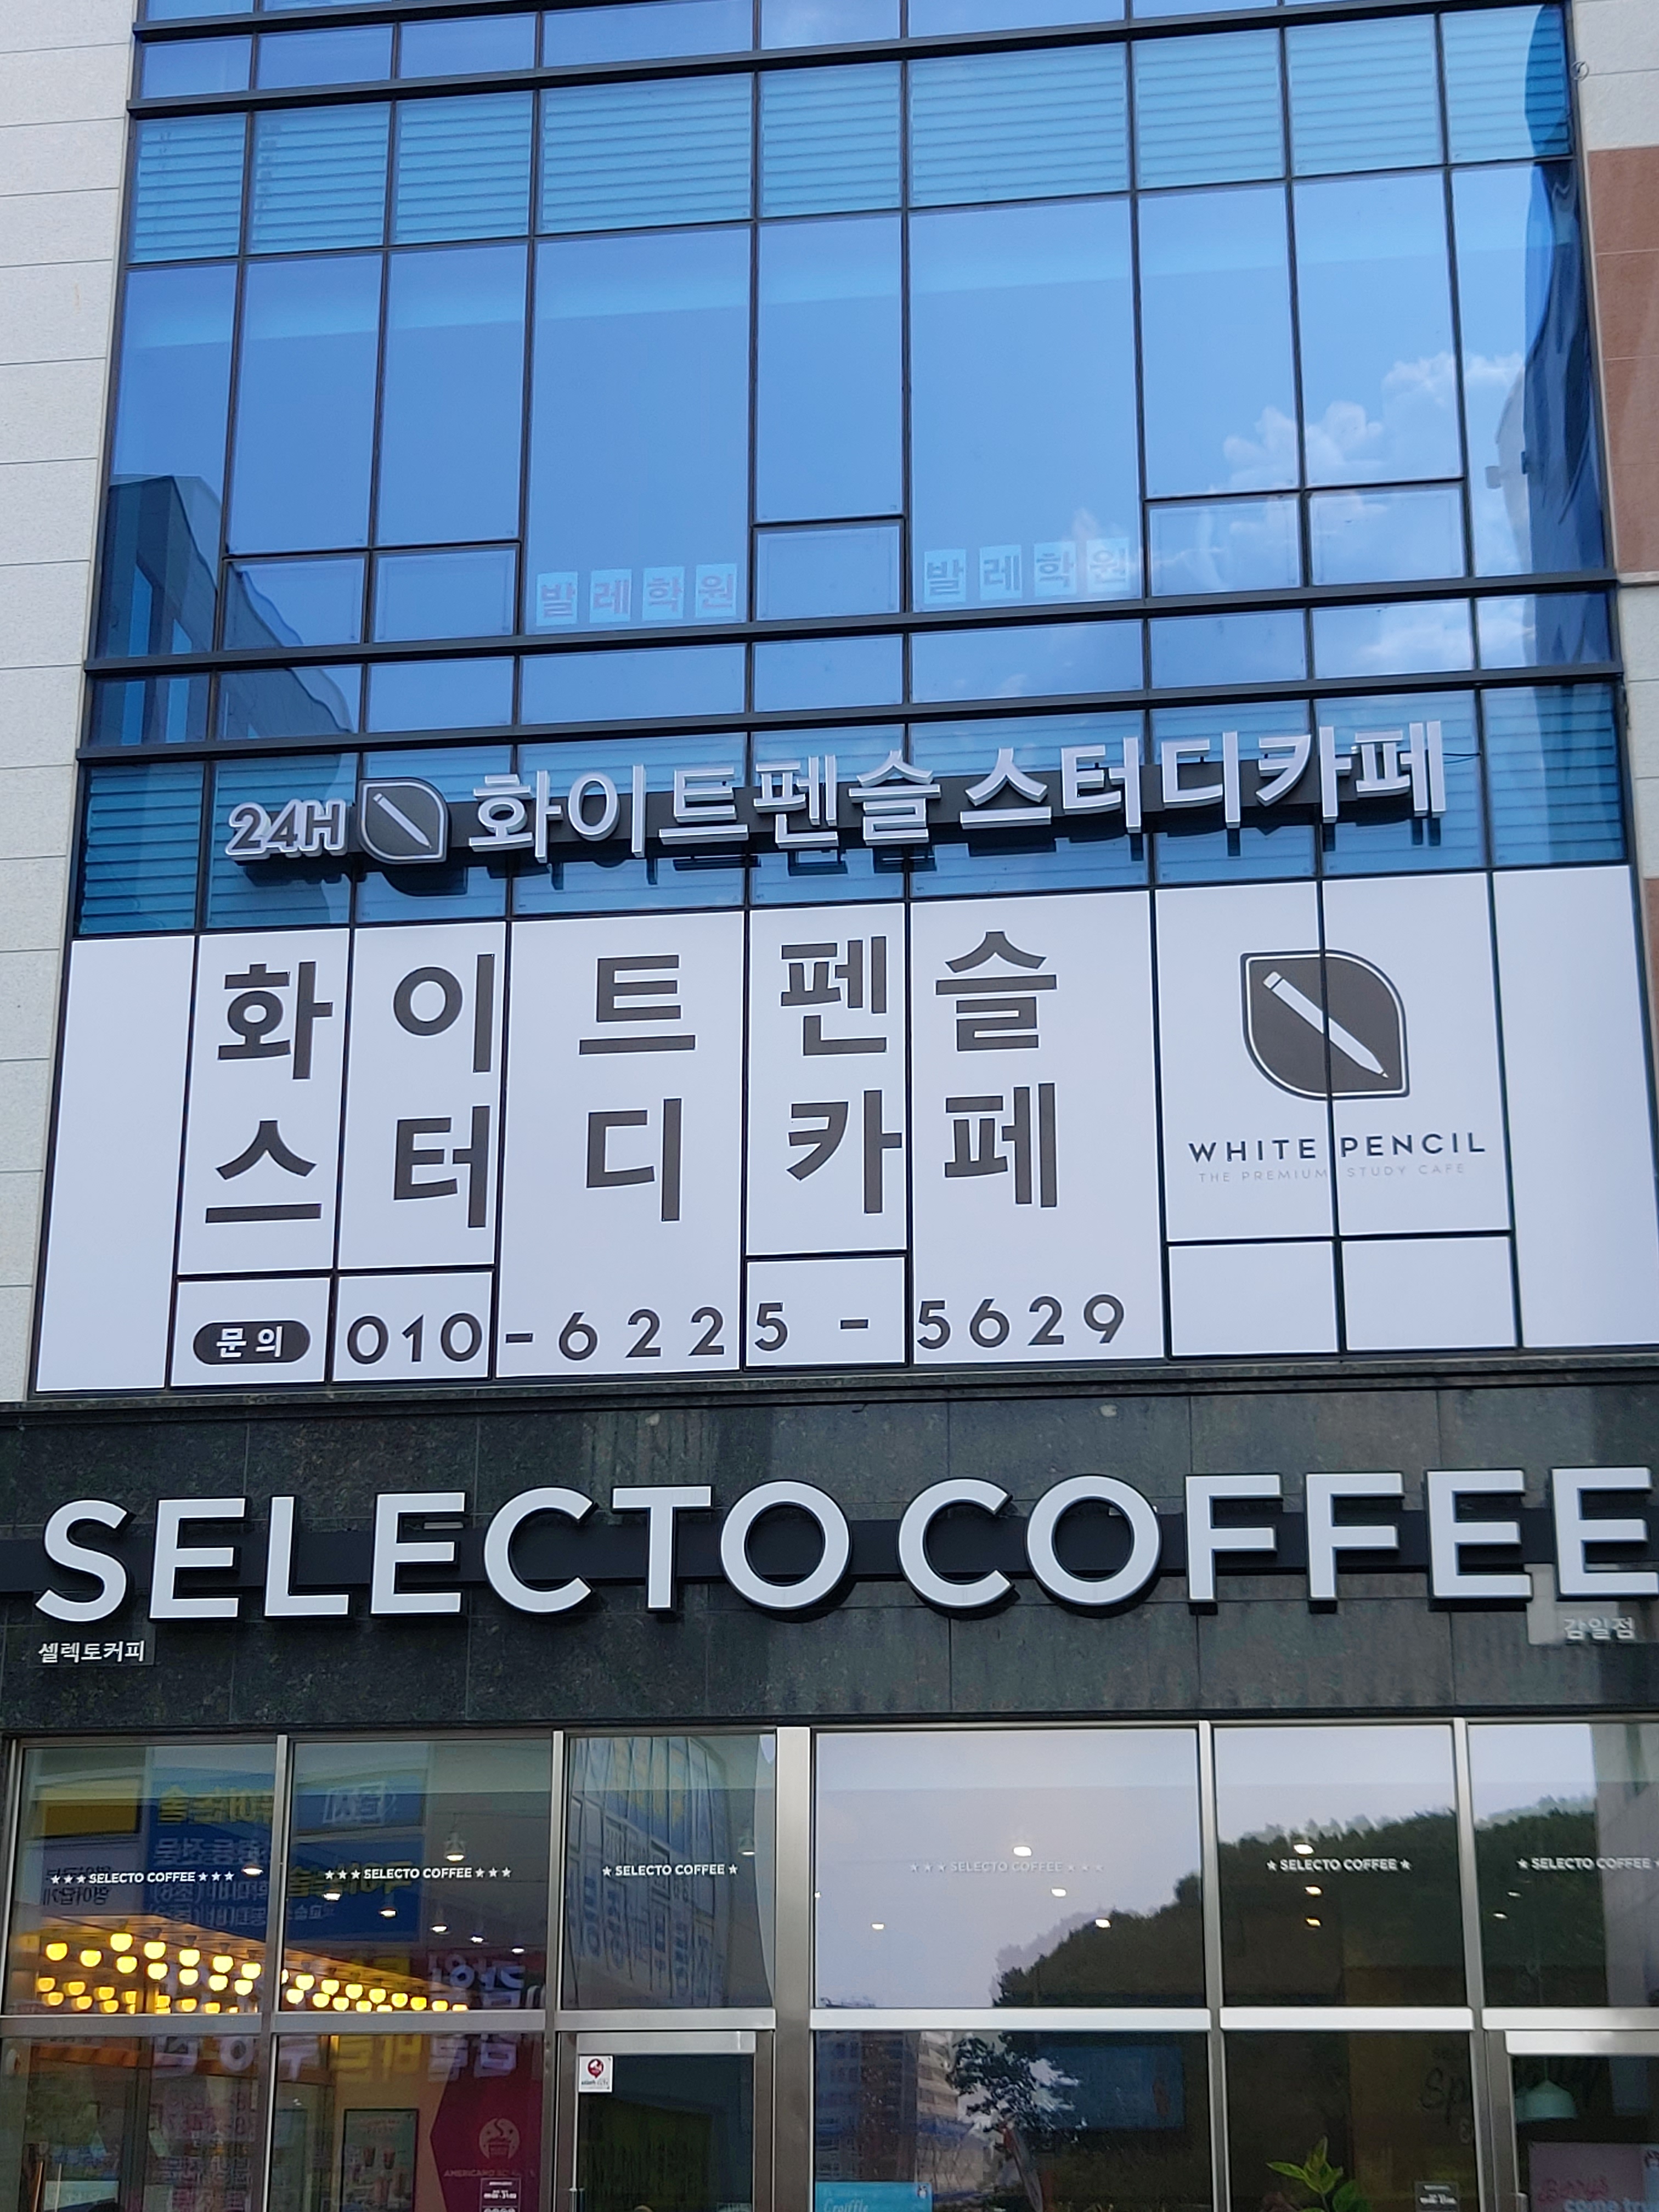 발레학원 발레학원
24H 화이트펜슬 스터디카페
화이트펜슬
스터디카페
WHITE PENCIL
THE PREMIUM STUDY CAFE
문의 010-6225-5629
SELECTO COFFEE
셀렉토커피 감일점
★★★SELECTO COFFEE★★★ ★★★SELECTO COFFEE★★★ ★SELECTO COFFEE★ ★★★SELECTO COFFEE★★★ ★SELECTO COFFEE★ ★SELECTO COFFEE★
Croiffle